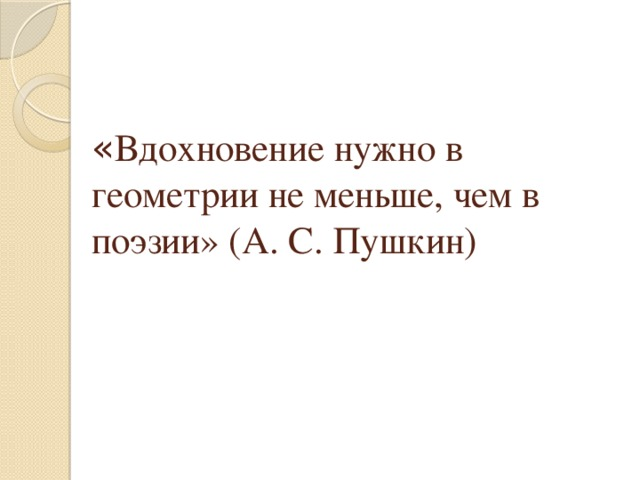 «Вдохновение нужно в
геометрии не меньше, чем в
поэзии» (А. С. Пушкин)